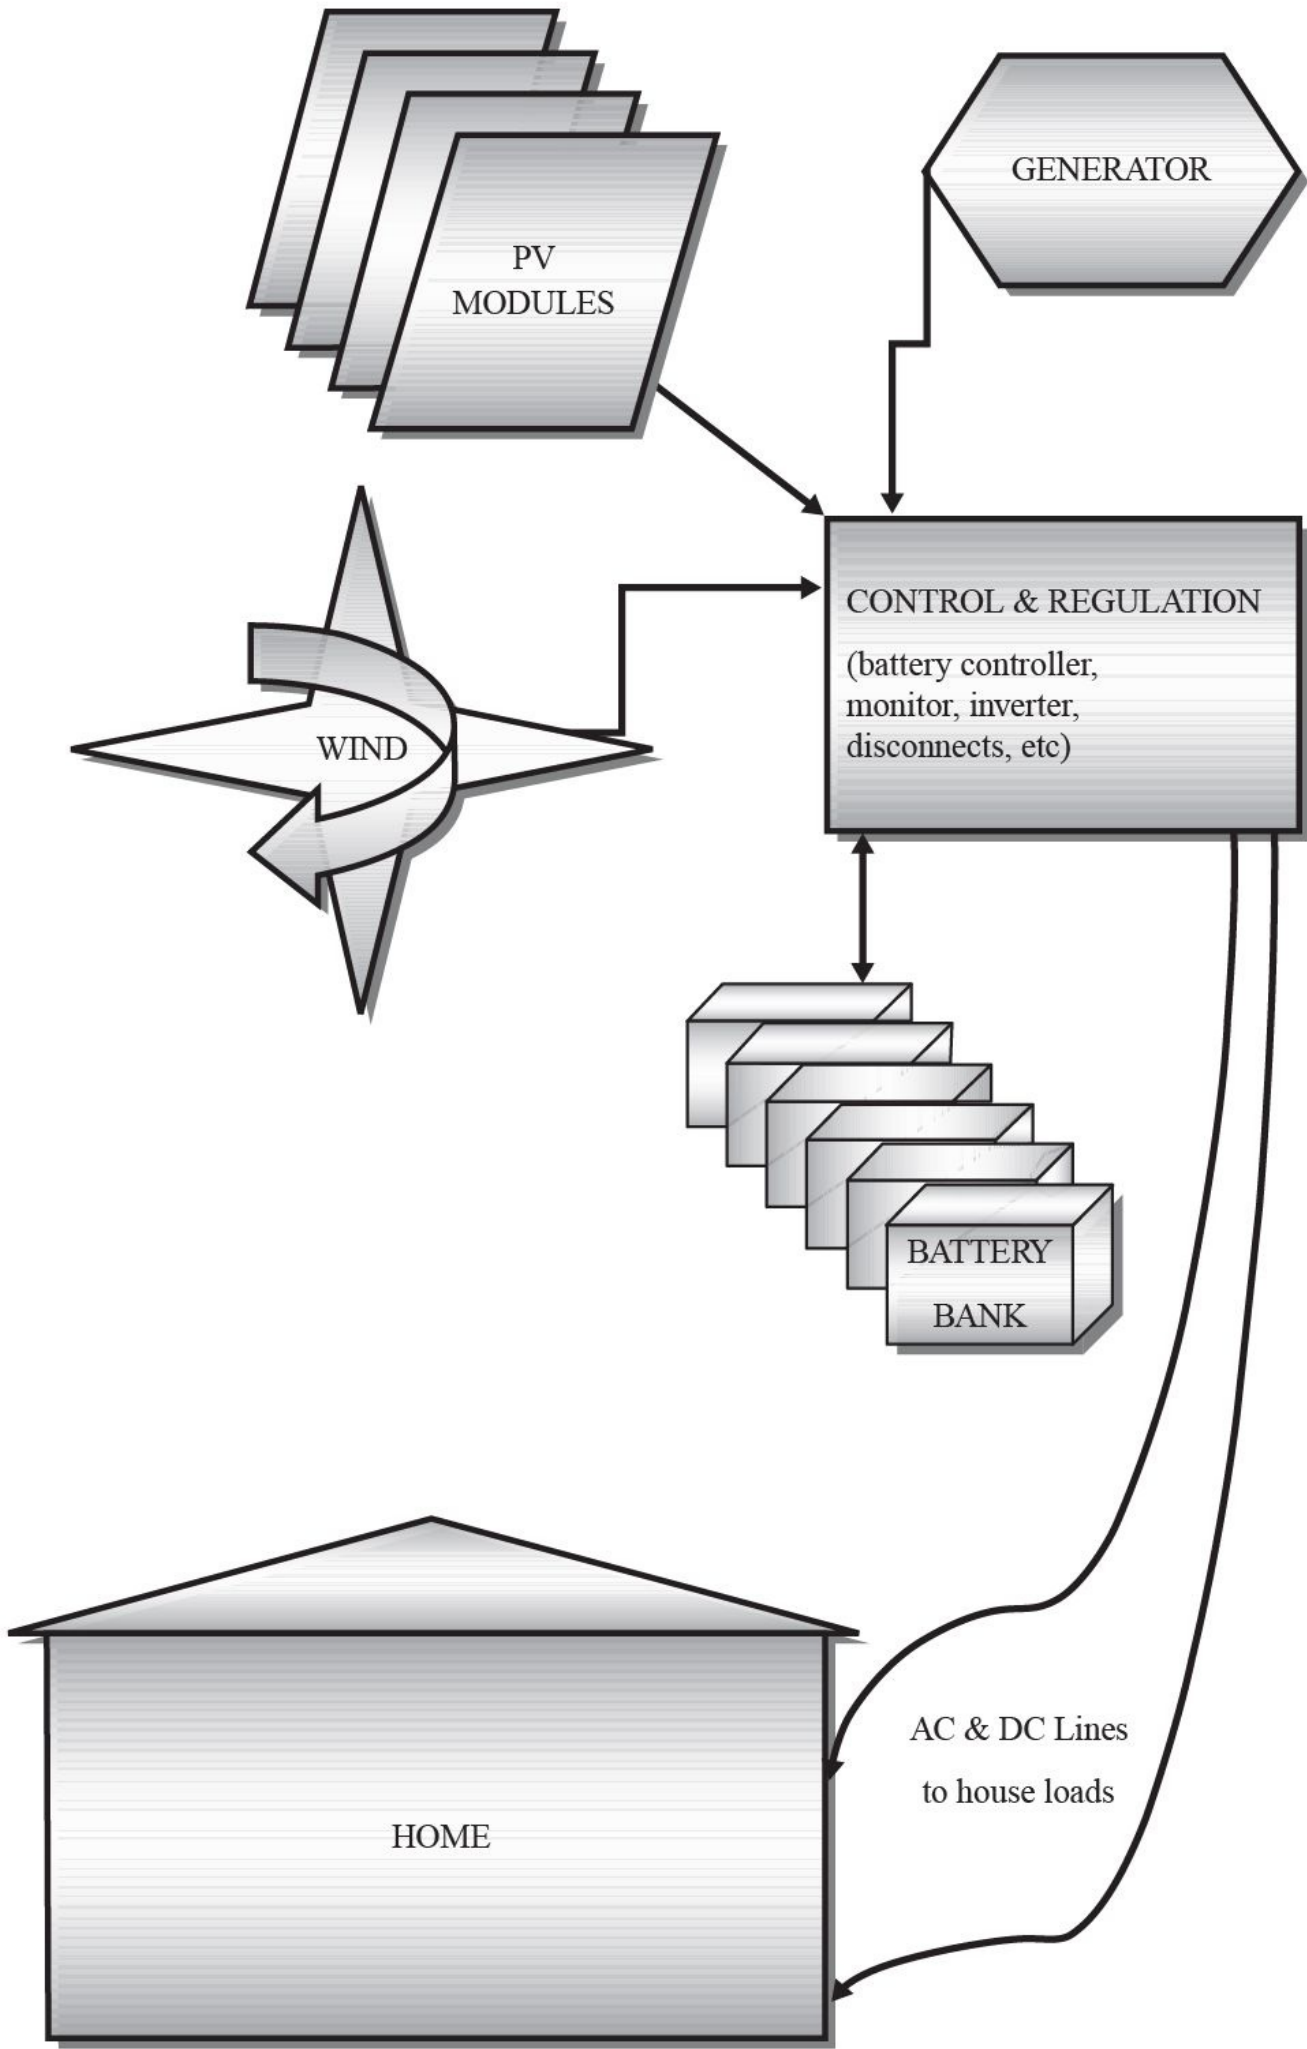 PV
MODULES
GENERATOR
CONTROL & REGULATION
(battery controller,
monitor, inverter,
disconnects, etc)
WIND
BATTERY
BANK
AC & DC Lines
to house loads
HOME